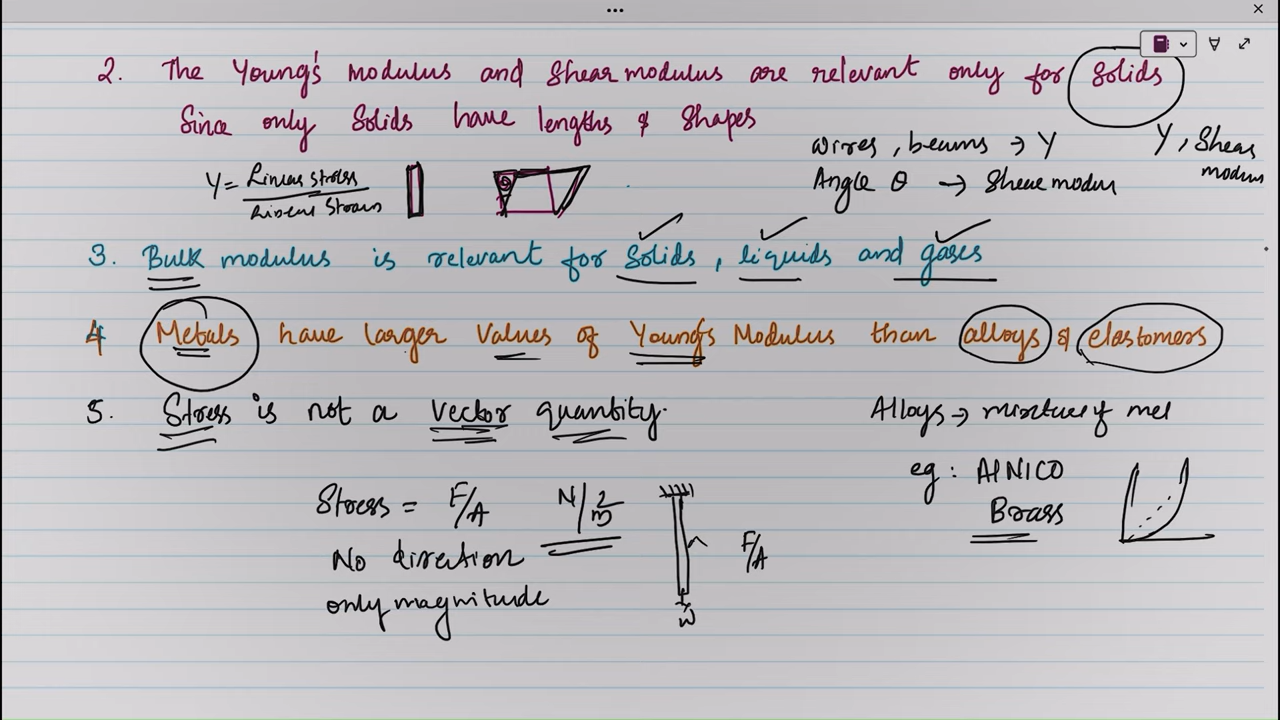 2. The Young's modulus and Shear modulus are relevant only for Solids
Since only Solids have lengths & Shapes
Wires, beams → Y
Angle θ → Shear modus
Y, Shear
modus
Y = Linear Stress / Linear Strain
θ
3. Bulk modulus is relevant for Solids, liquids and gases
4 Metals have larger values of Young's Modulus than alloys & elastomers
5. Stress is not a vector quantity.
Alloys → mixture of met
eg: AlNICO
Brass
Stress = F/A N/m2
No direction
only magnitude
F/A
W